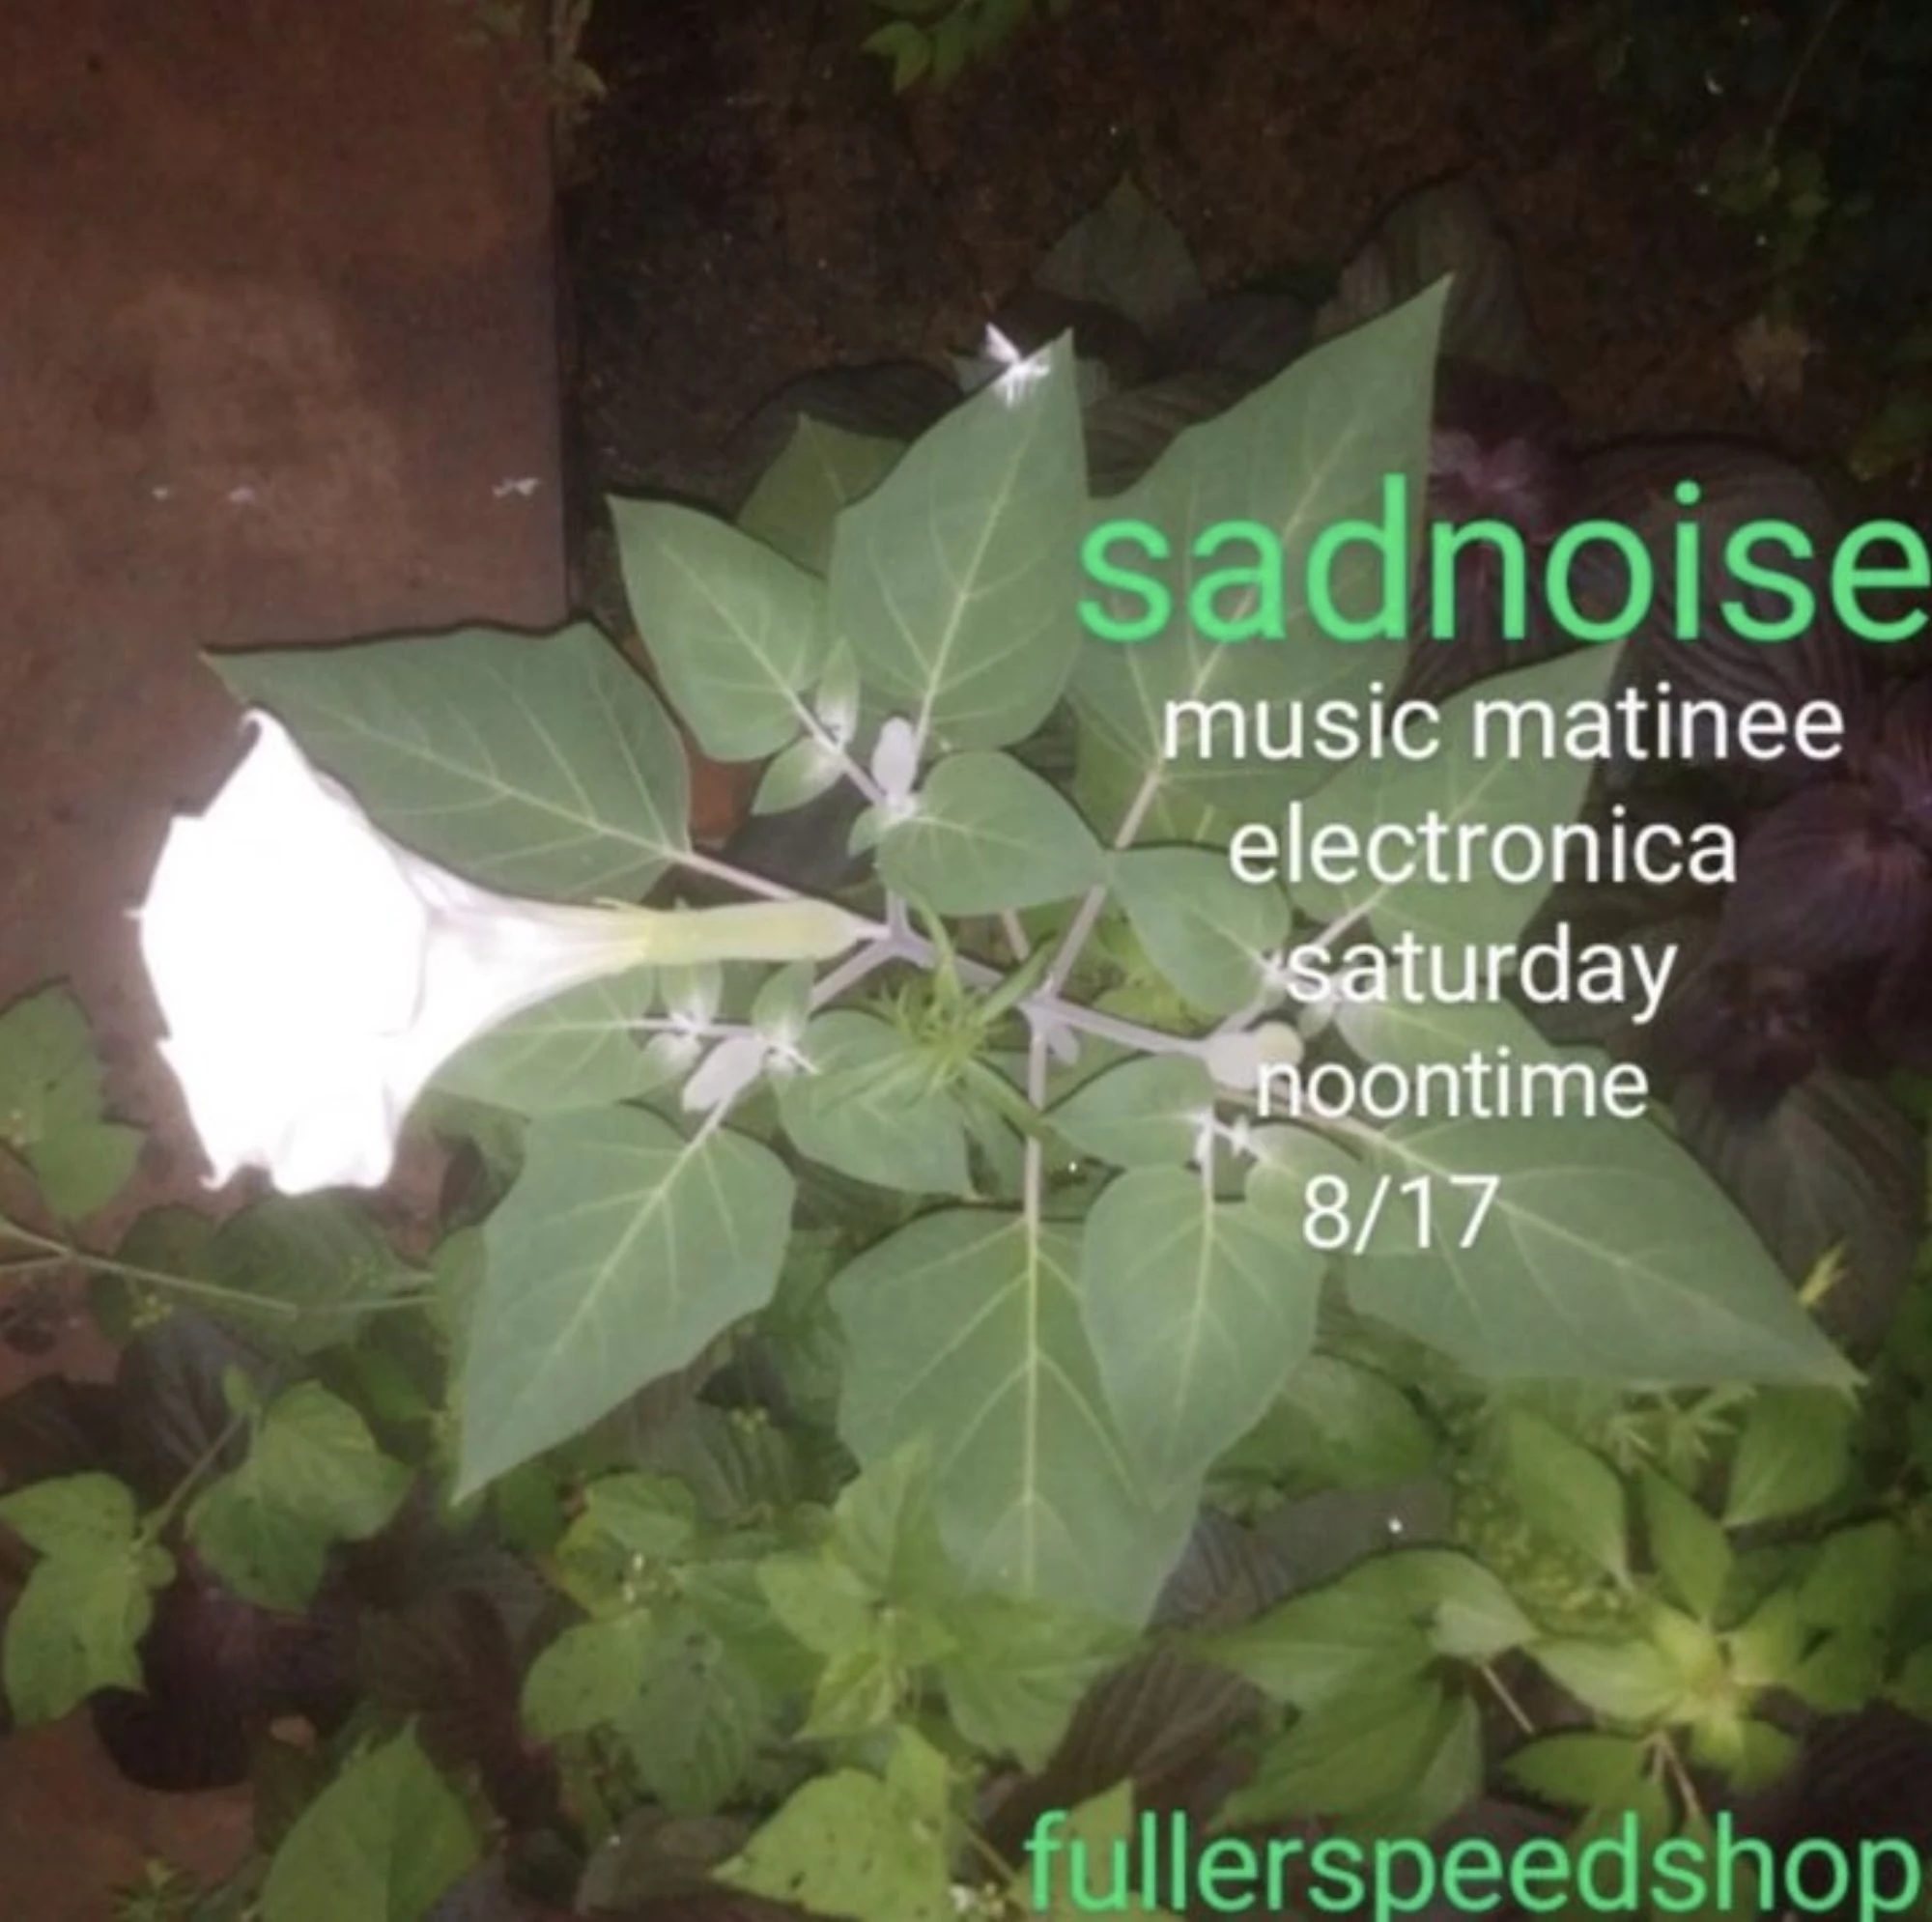 sadnoise
music matinee
electronica
saturday
noontime
8/17
fullerspeedshop